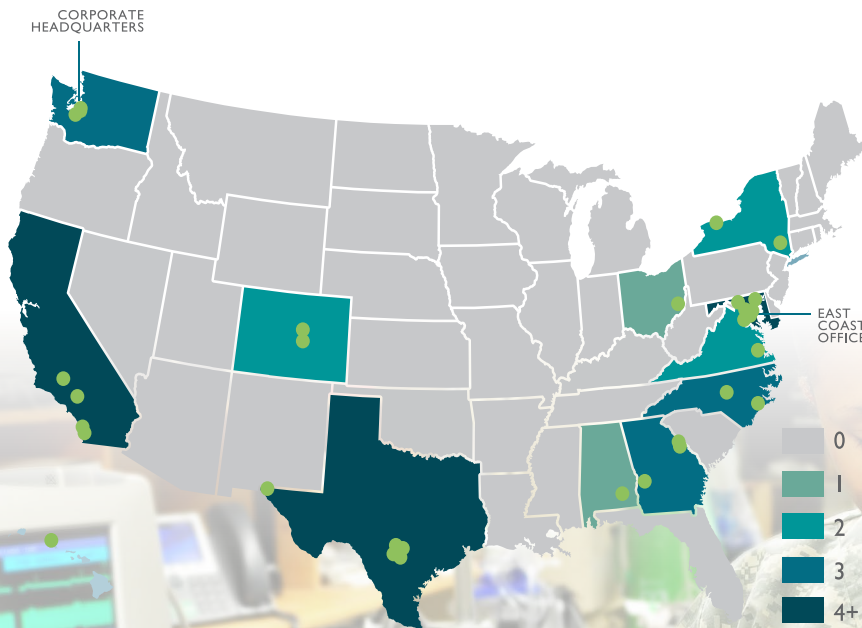 CORPORATE
HEADQUARTERS
EAST
COAST
OFFICE
0
1
2
3
4+